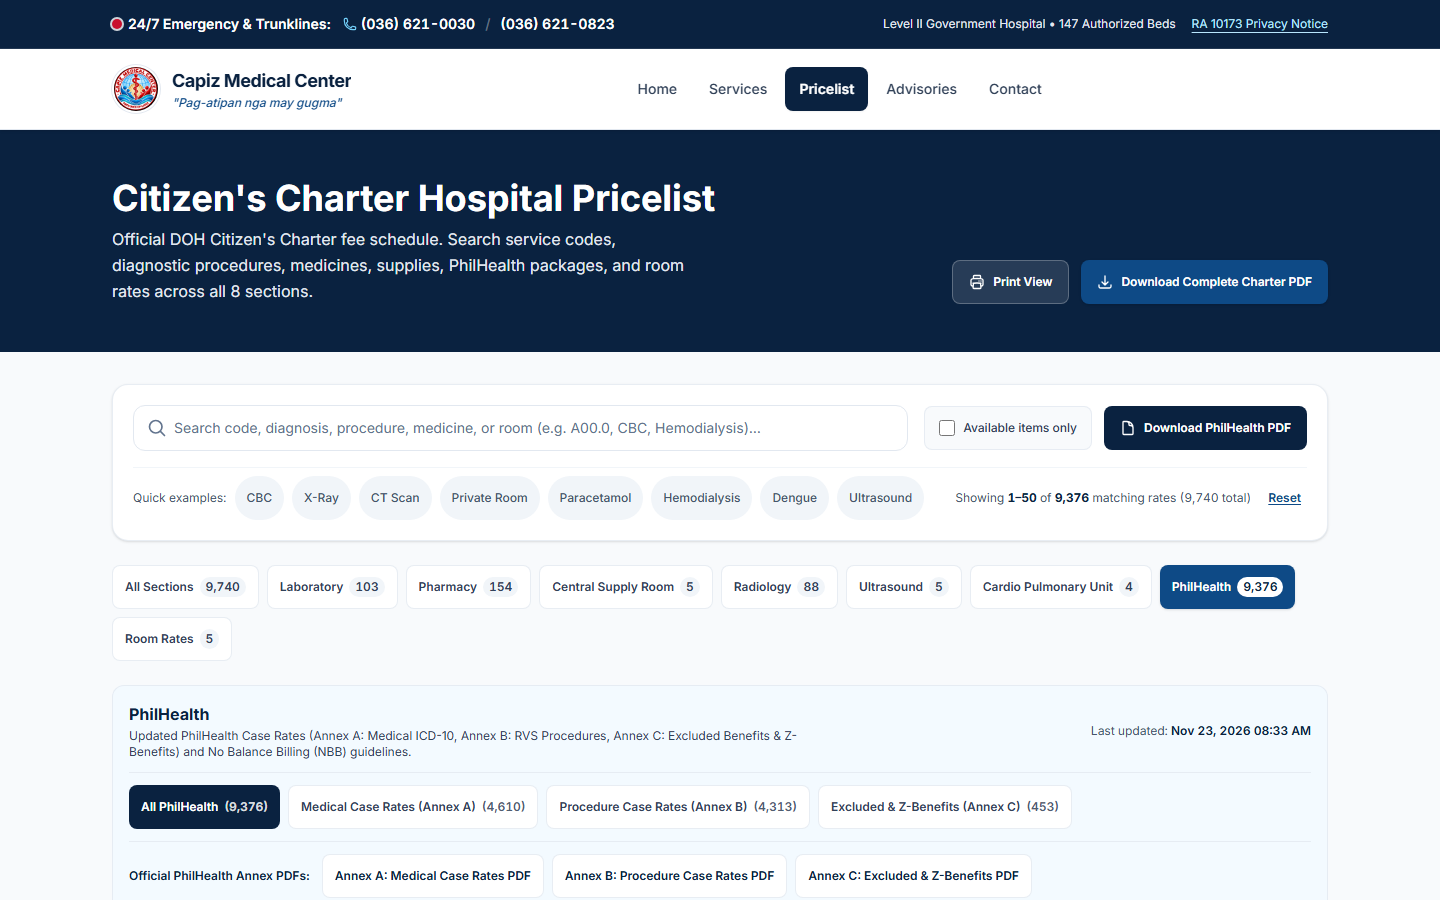 24/7 Emergency & Trunklines: (036) 621-0030 / (036) 621-0823
Level II Government Hospital • 147 Authorized Beds RA 10173 Privacy Notice
Capiz Medical Center
"Pag-atipan nga may gugma"
Home Services Pricelist Advisories Contact
Citizen's Charter Hospital Pricelist
Official DOH Citizen's Charter fee schedule. Search service codes,
diagnostic procedures, medicines, supplies, PhilHealth packages, and room
rates across all 8 sections.
Print View Download Complete Charter PDF
Search code, diagnosis, procedure, medicine, or room (e.g. A00.0, CBC, Hemodialysis)...
Available items only Download PhilHealth PDF
Quick examples: CBC X-Ray CT Scan Private Room Paracetamol Hemodialysis Dengue Ultrasound
Showing 1–50 of 9,376 matching rates (9,740 total) Reset
All Sections 9,740 Laboratory 103 Pharmacy 154 Central Supply Room 5 Radiology 88 Ultrasound 5 Cardio Pulmonary Unit 4 PhilHealth 9,376
Room Rates 5
PhilHealth
Updated PhilHealth Case Rates (Annex A: Medical ICD-10, Annex B: RVS Procedures, Annex C: Excluded Benefits & Z-
Benefits) and No Balance Billing (NBB) guidelines.
Last updated: Nov 23, 2026 08:33 AM
All PhilHealth (9,376) Medical Case Rates (Annex A) (4,610) Procedure Case Rates (Annex B) (4,313) Excluded & Z-Benefits (Annex C) (453)
Official PhilHealth Annex PDFs: Annex A: Medical Case Rates PDF Annex B: Procedure Case Rates PDF Annex C: Excluded & Z-Benefits PDF